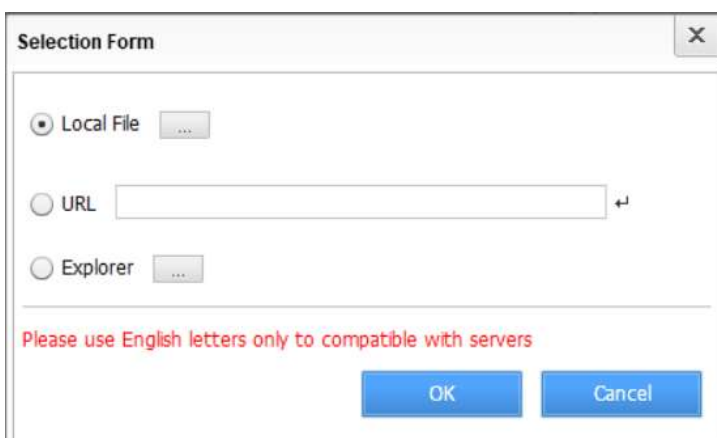 Selection Form
Local File ...
URL
Explorer ...
Please use English letters only to compatible with servers
OK Cancel